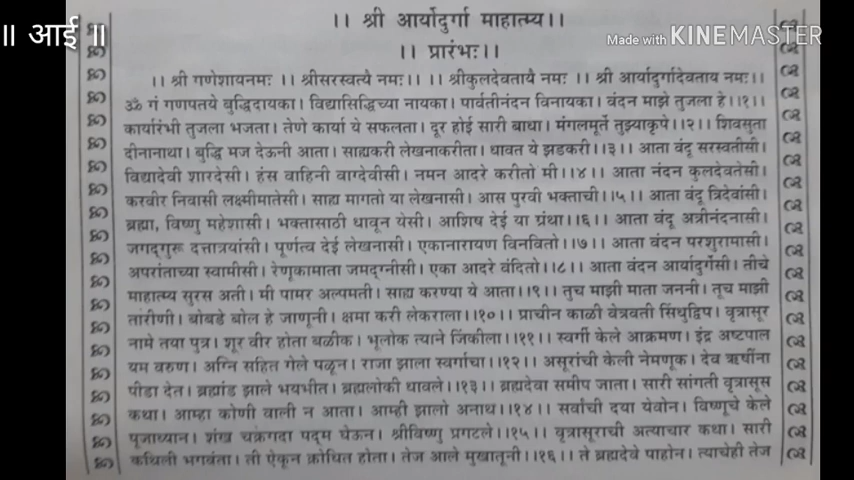 ॥ आई ॥
Made with KINEMASTER
।। श्री आर्यादुर्गा माहात्म्य।।
।। प्रारंभः।।
।। श्री गणेशायनमः ।। श्रीसरस्वत्यै नमः।। ।। श्रीकुलदेवतायै नमः ।। श्री आर्यादुर्गादेवताय नमः।।
ॐ गं गणपतये बुद्धिदायका। विद्यासिद्धिच्या नायका। पार्वतीनंदन विनायका। वंदन माझे तुजला हे।।१।।
कार्यारंभी तुजला भजता। तेणे कार्या ये सफलता। दूर होई सारी बाधा। मंगलमूर्ते तुझ्याकृपे।।२।। शिवसुता
दीनानाथा। बुद्धि मज देऊनी आता। साह्यकरी लेखनाकरीता। धावत ये झडकरी।।३।। आता वंदू सरस्वतीसी।
विद्यादेवी शारदेसी। हंस वाहिनी वाग्देवीसी। नमन आदरे करीतो मी।।४।। आता नंदन कुलदेवतेसी।
करवीर निवासी लक्ष्मीमातेसी। साह्य मागतो या लेखनासी। आस पुरवी भक्ताची।।५।। आता वंदू त्रिदेवांसी।
ब्रह्मा, विष्णु महेशासी। भक्तासाठी धावून येसी। आशिष देई या ग्रंथा।।६।। आता वंदू अत्रीनंदनासी।
जगद्गुरू दत्तात्रयांसी। पूर्णत्व देई लेखनासी। एकानारायण विनवितो।।७।। आता वंदन परशुरामासी।
अपरांताच्या स्वामीसी। रेणूकामाता जमदग्नीसी। एका आदरे वंदितो।।८।। आता वंदन आर्यादुर्गेसी। तीचे
माहात्म्य सुरस अती। मी पामर अल्पमती। साह्य करण्या ये आता।।९।। तुच माझी माता जननी। तूच माझी
तारीणी। बोबडे बोल हे जाणूनी। क्षमा करी लेकराला।।१०।। प्राचीन काळी वेत्रवती सिंधुद्विप। वृत्रासूर
नामे तया पुत्र। शूर वीर होता बळीक। भूलोक त्याने जिंकीला।।११।। स्वर्गी केले आक्रमण। इंद्र अष्टपाल
यम वरुण। अग्नि सहित गेले पळून। राजा झाला स्वर्गाचा।।१२।। असूरांची केली नेमणूक। देव ऋषींना
पीडा देत। ब्रह्मांड झाले भयभीत। ब्रह्मलोकी धावले।।१३।। ब्रह्मदेवा समीप जाता। सारी सांगती वृत्रासूस
कथा। आम्हा कोणी वाली न आता। आम्ही झालो अनाथ।।१४।। सर्वांची दया येवोन। विष्णूचे केले
पूजाध्यान। शंख चक्रगदा पद्म घेऊन। श्रीविष्णु प्रगटले।।१५।। वृत्रासूराची अत्याचार कथा। सारी
कथिली भगवंता। ती ऐकून क्रोधित होता। तेज आले मुखातूनी।।१६।। ते ब्रह्मदेवे पाहोन। त्याचेही तेज